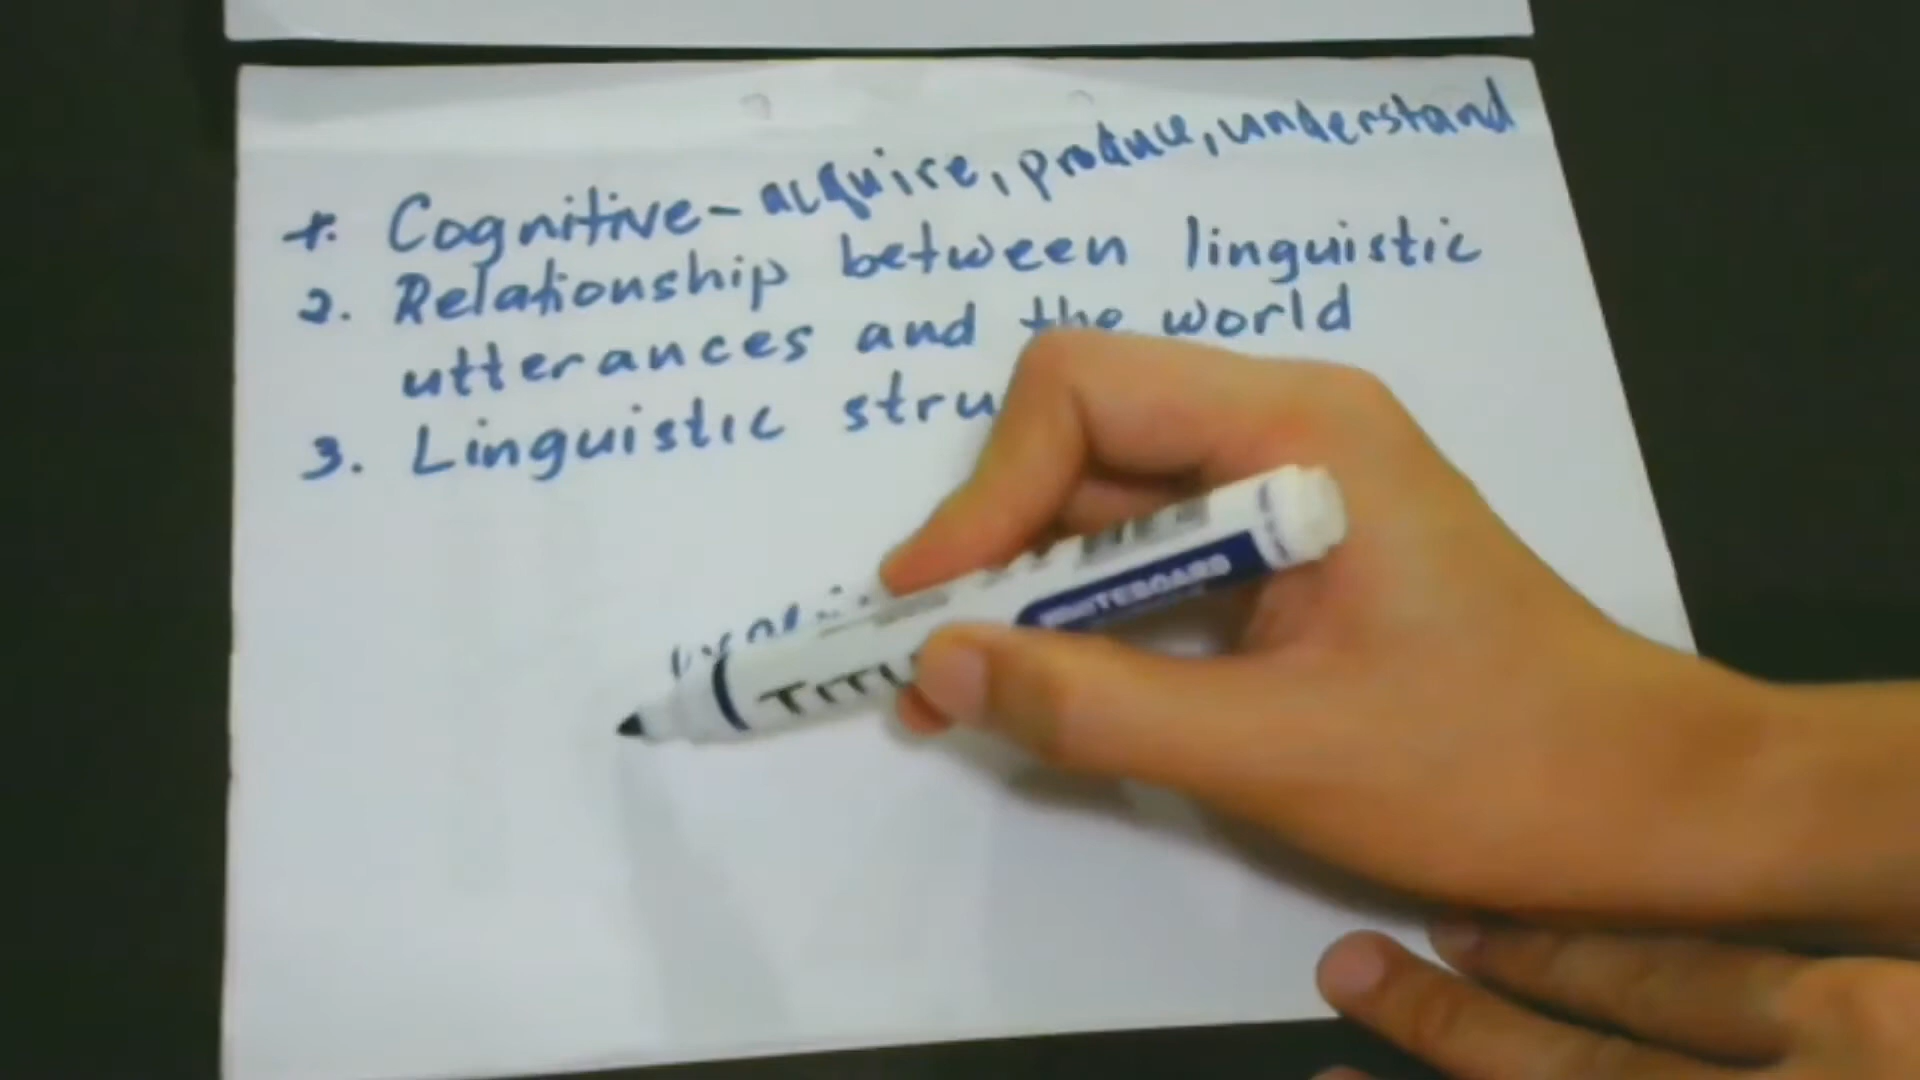 1. Cognitive - acquire, produce, understand
2. Relationship between linguistic
utterances and the world
3. Linguistic stru
WHITEBOARD